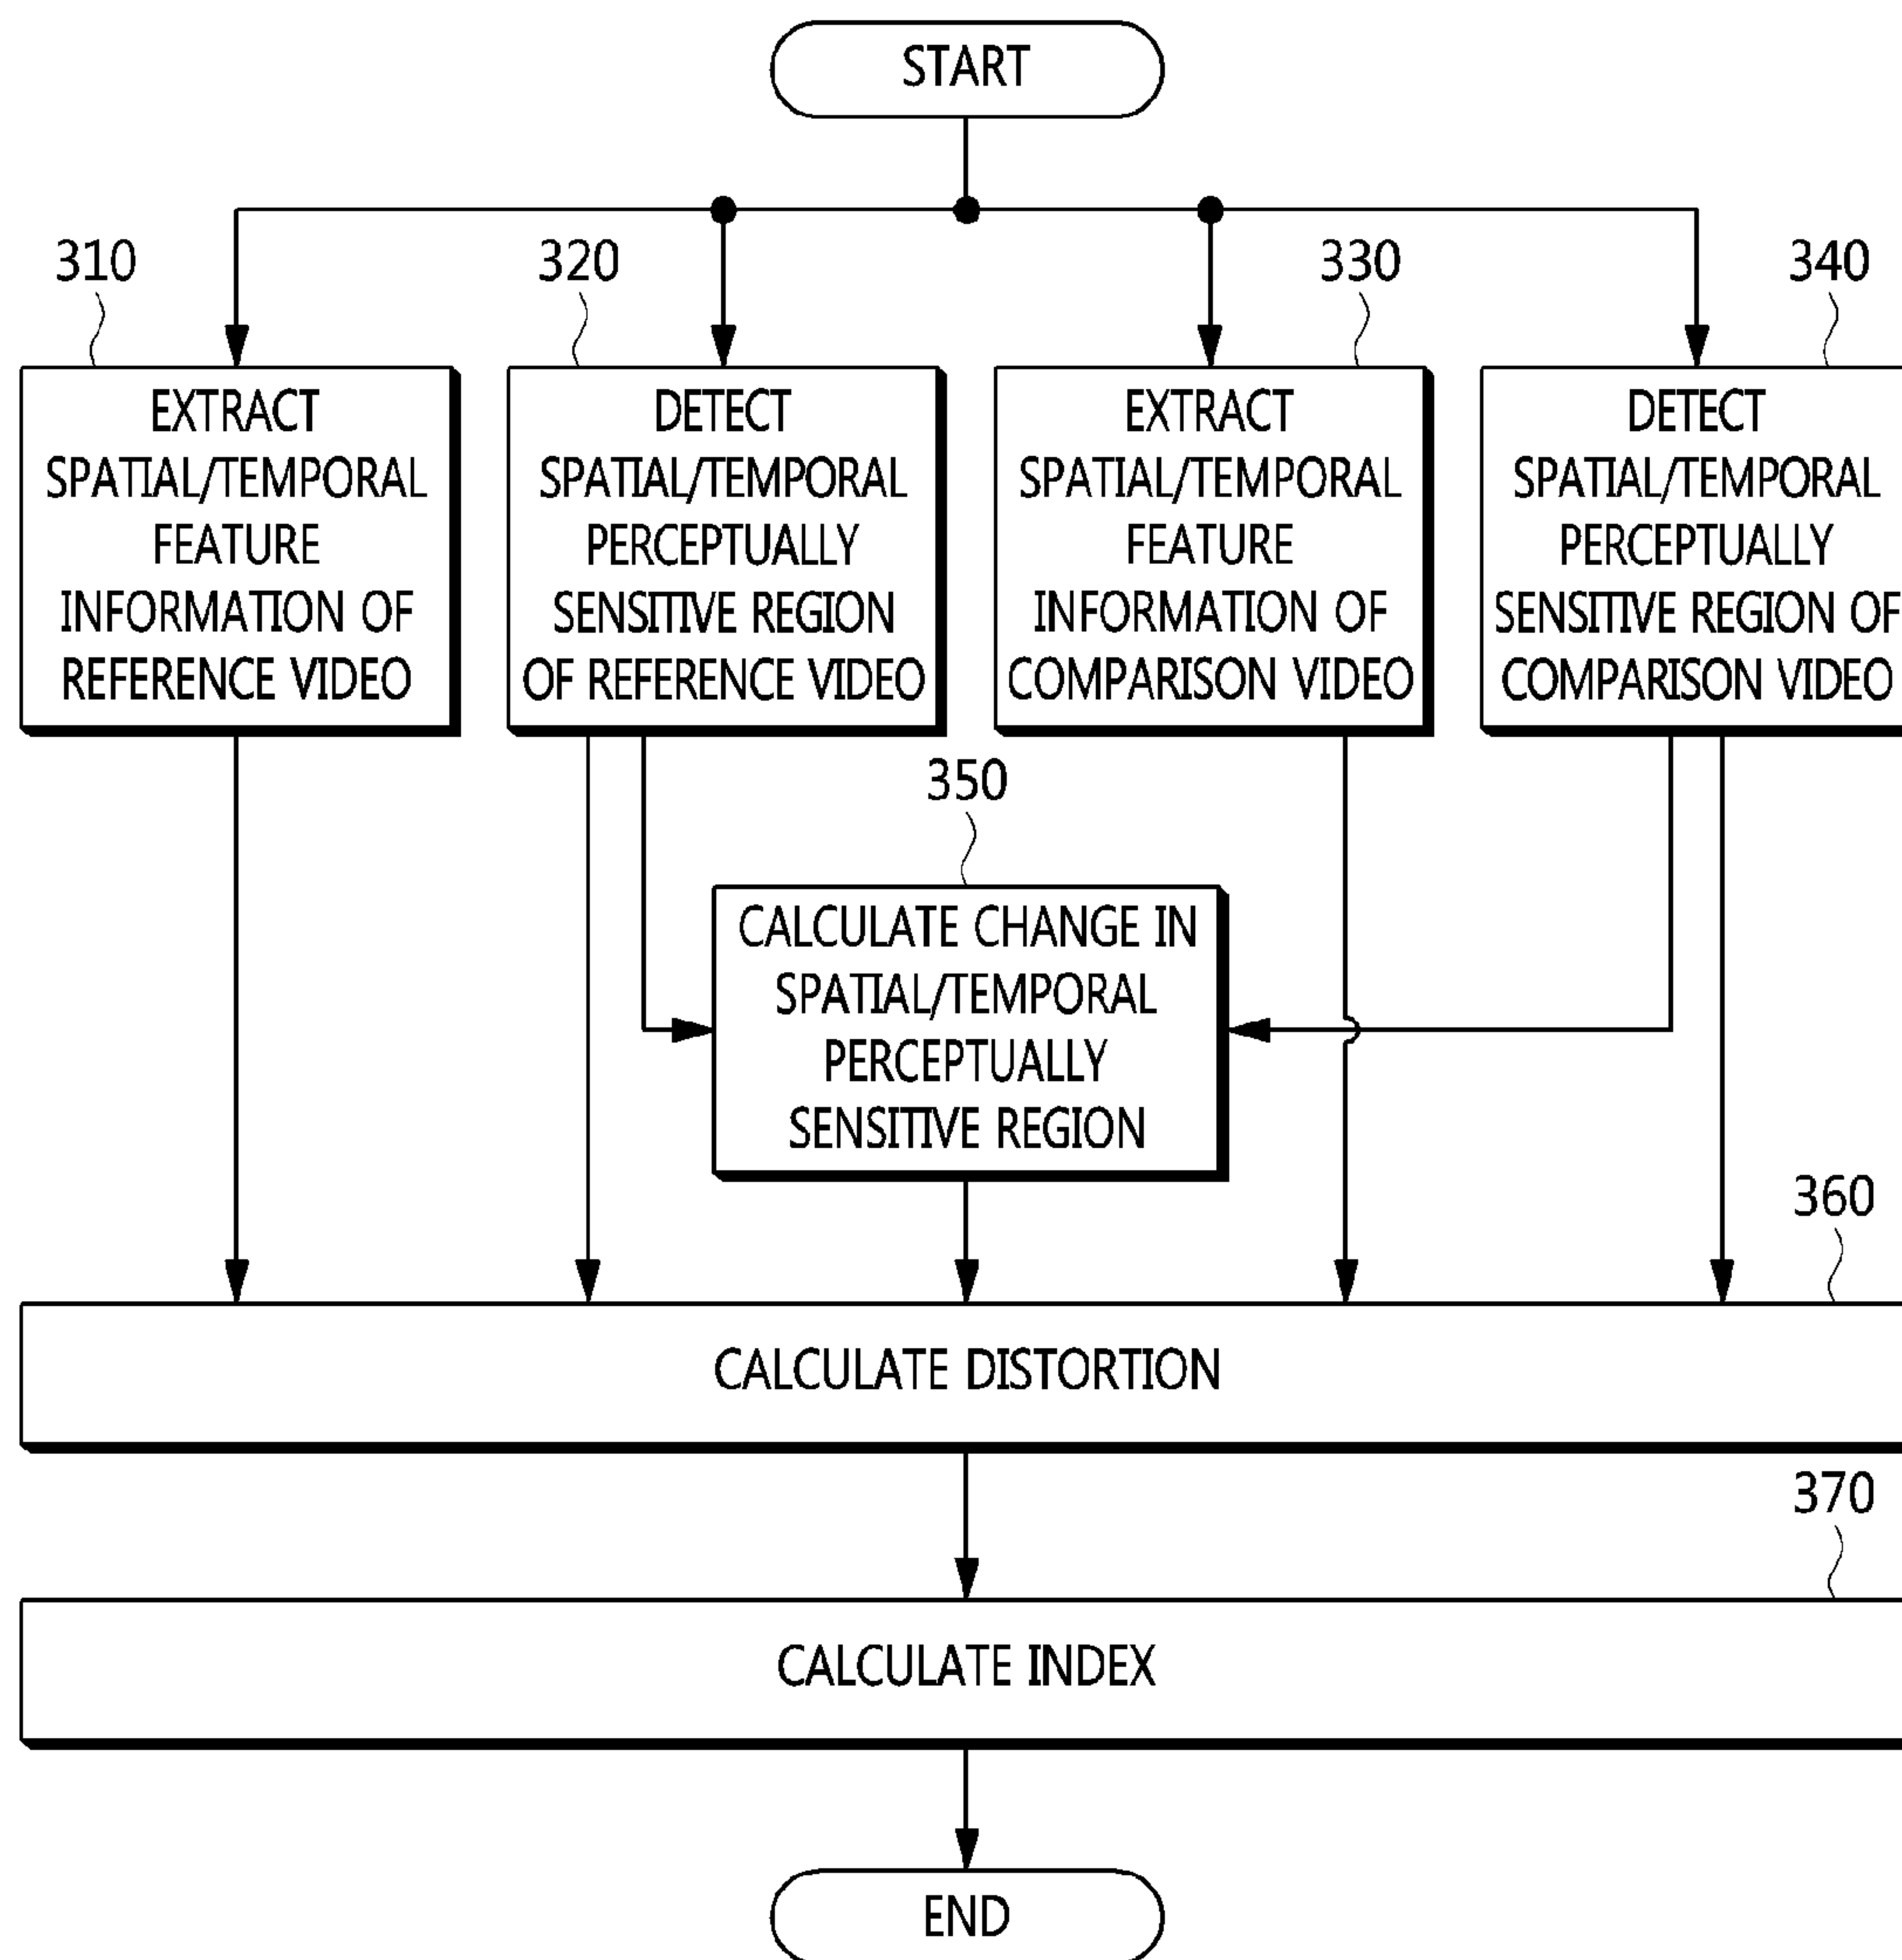 START
310
320
330
340
EXTRACT
SPATIAL/TEMPORAL
FEATURE
INFORMATION OF
REFERENCE VIDEO
DETECT
SPATIAL/TEMPORAL
PERCEPTUALLY
SENSITIVE REGION
OF REFERENCE VIDEO
EXTRACT
SPATIAL/TEMPORAL
FEATURE
INFORMATION OF
COMPARISON VIDEO
DETECT
SPATIAL/TEMPORAL
PERCEPTUALLY
SENSITIVE REGION OF
COMPARISON VIDEO
350
CALCULATE CHANGE IN
SPATIAL/TEMPORAL
PERCEPTUALLY
SENSITIVE REGION
360
CALCULATE DISTORTION
370
CALCULATE INDEX
END